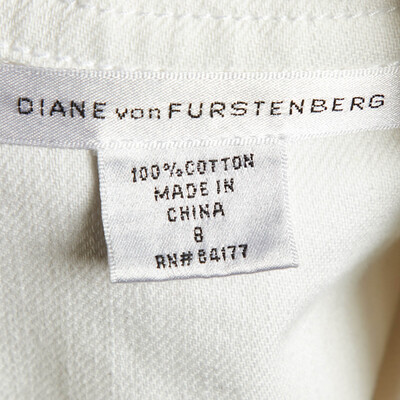 DIANE von FURSTENBERG
100% COTTON
MADE IN
CHINA
8
RN# 84177